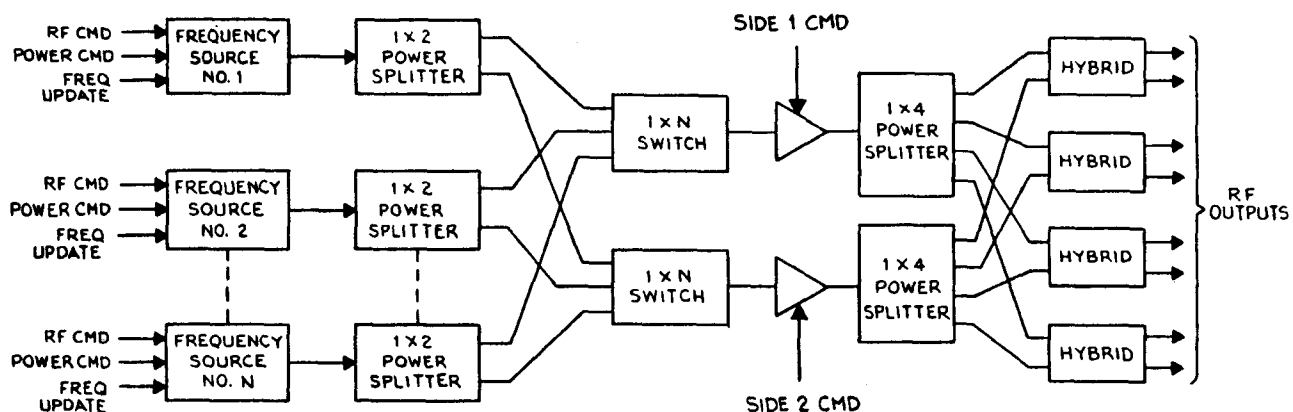 RF CMD
POWER CMD
FREQ
UPDATE
FREQUENCY
SOURCE
NO. 1
1 X 2
POWER
SPLITTER
RF CMD
POWER CMD
FREQ
UPDATE
FREQUENCY
SOURCE
NO. 2
1 X 2
POWER
SPLITTER
RF CMD
POWER CMD
FREQ
UPDATE
FREQUENCY
SOURCE
NO. N
1 X 2
POWER
SPLITTER
1 X N
SWITCH
1 X N
SWITCH
SIDE 1 CMD
SIDE 2 CMD
1 X 4
POWER
SPLITTER
1 X 4
POWER
SPLITTER
HYBRID
HYBRID
HYBRID
HYBRID
RF
OUTPUTS